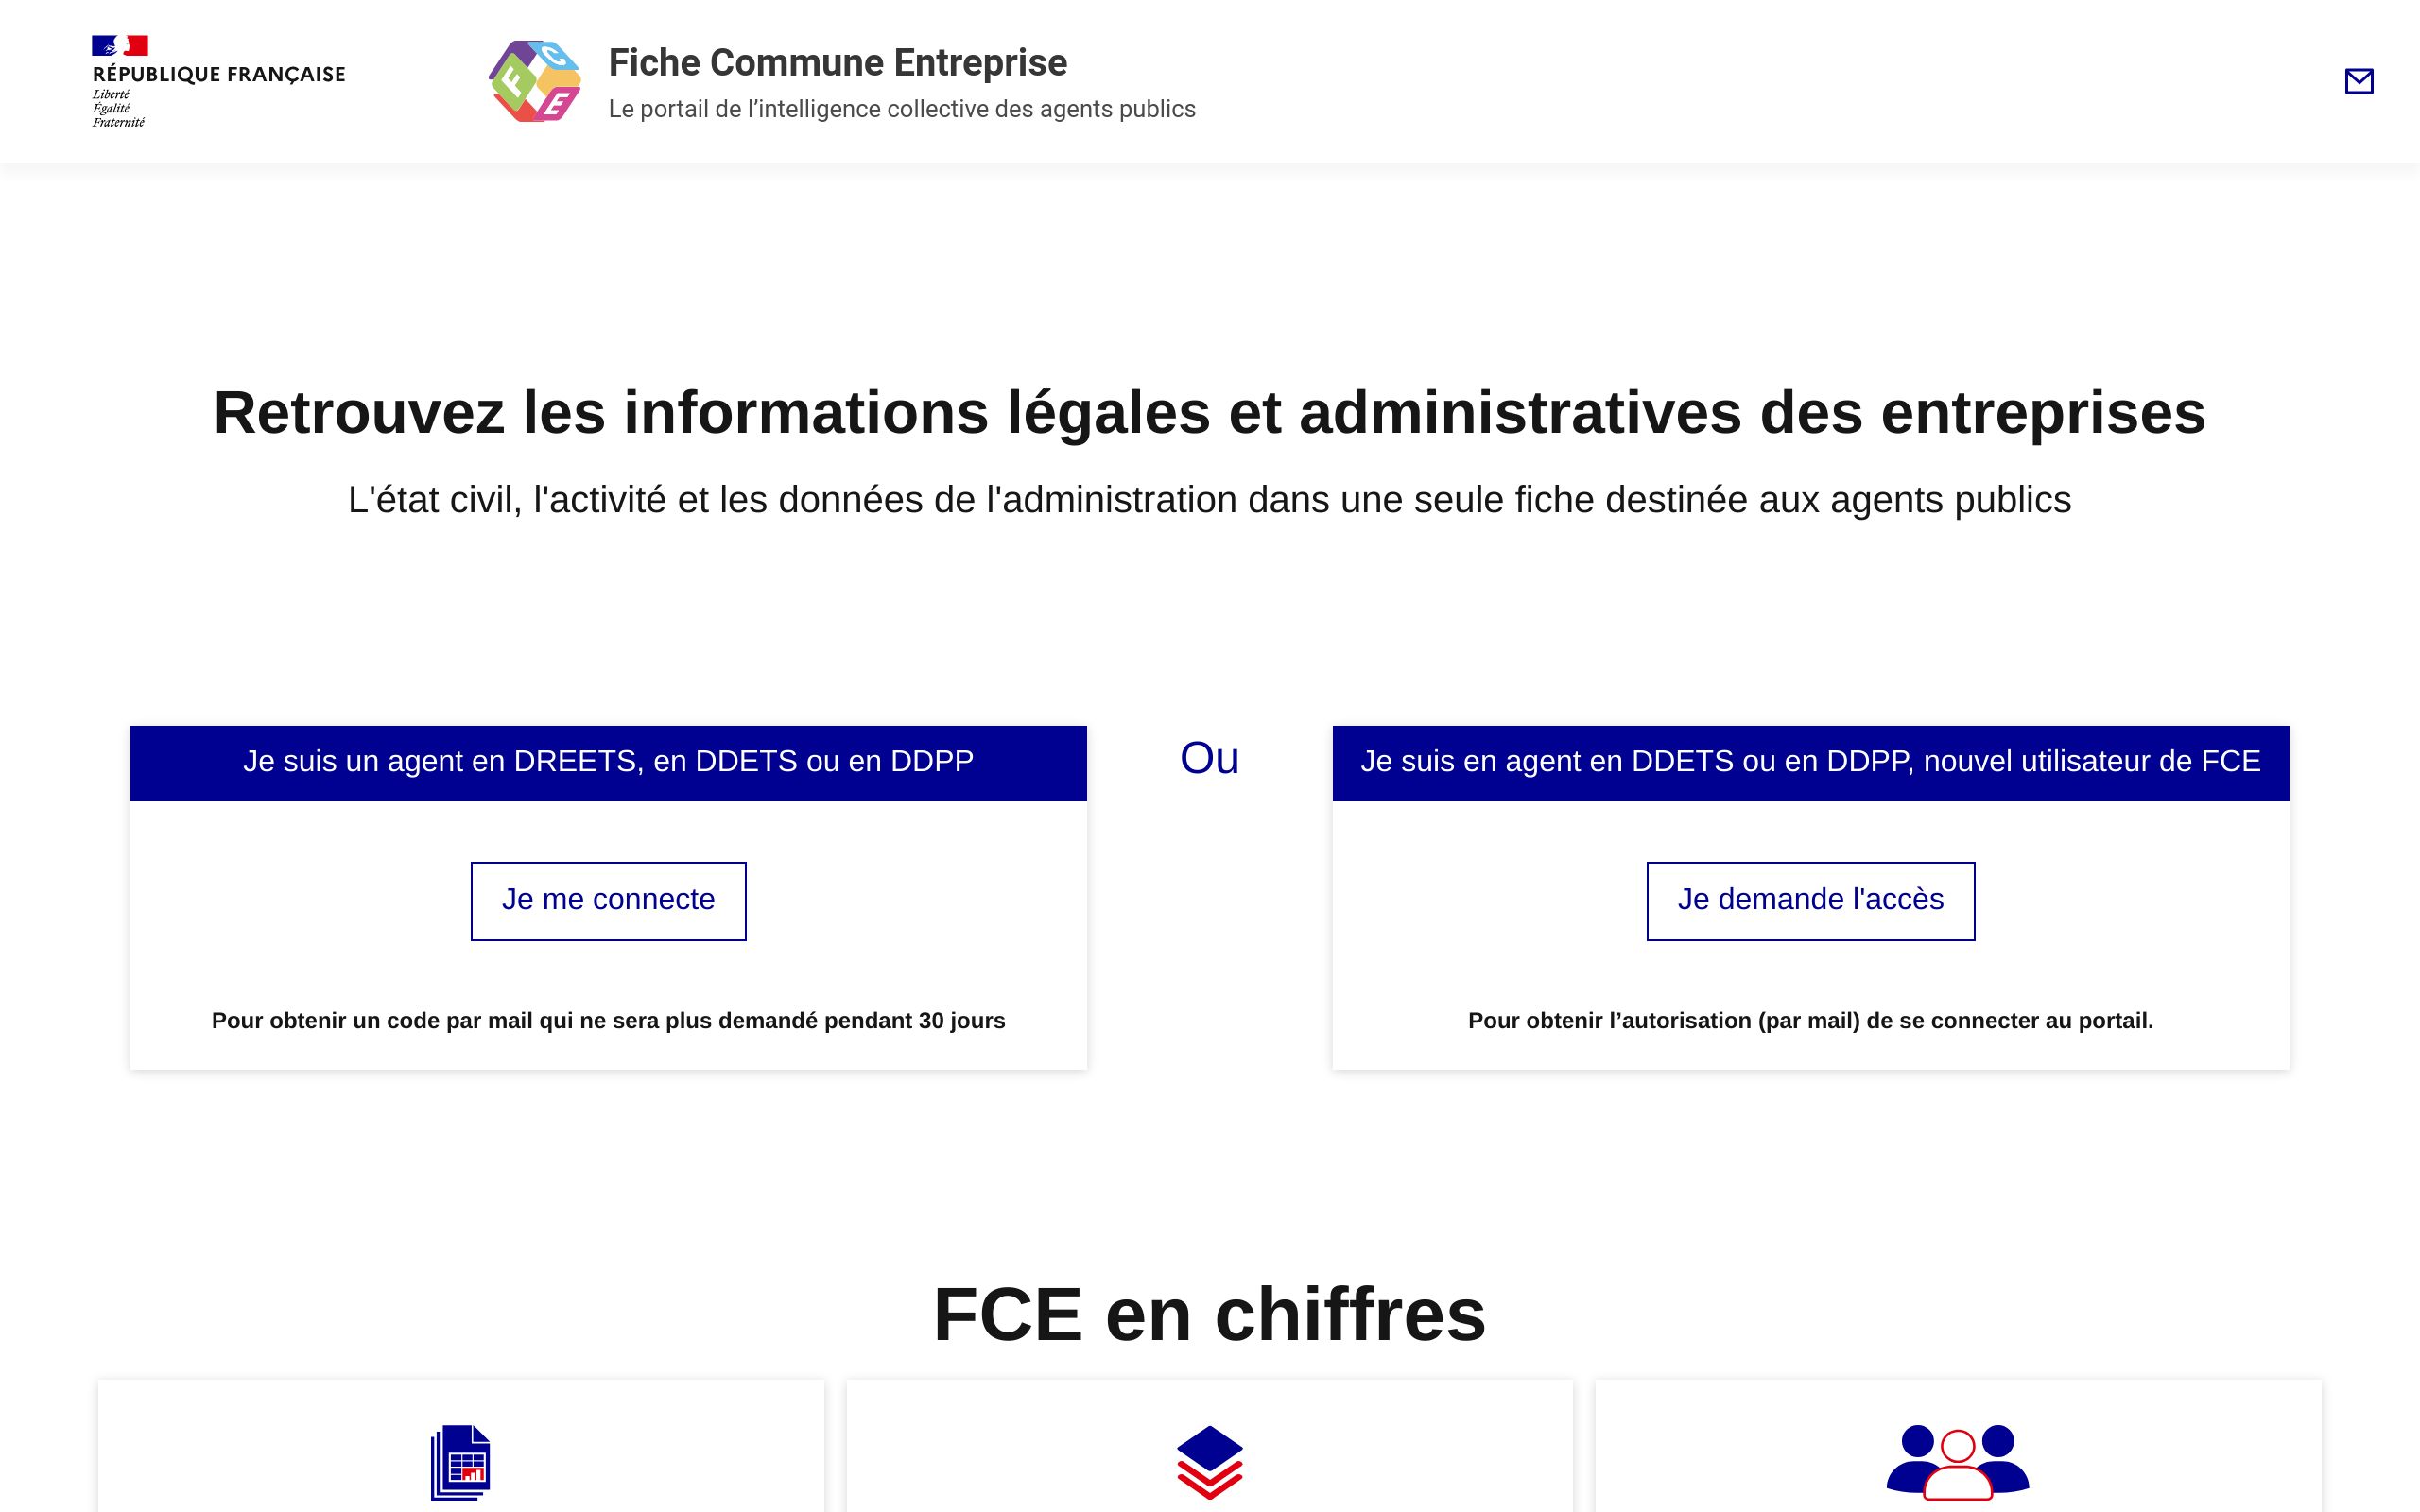 RÉPUBLIQUE FRANÇAISE
Liberté
Égalité
Fraternité
F C E
Fiche Commune Entreprise
Le portail de l’intelligence collective des agents publics
Retrouvez les informations légales et administratives des entreprises
L'état civil, l'activité et les données de l'administration dans une seule fiche destinée aux agents publics
Je suis un agent en DREETS, en DDETS ou en DDPP
Je me connecte
Pour obtenir un code par mail qui ne sera plus demandé pendant 30 jours
Ou
Je suis en agent en DDETS ou en DDPP, nouvel utilisateur de FCE
Je demande l'accès
Pour obtenir l’autorisation (par mail) de se connecter au portail.
FCE en chiffres